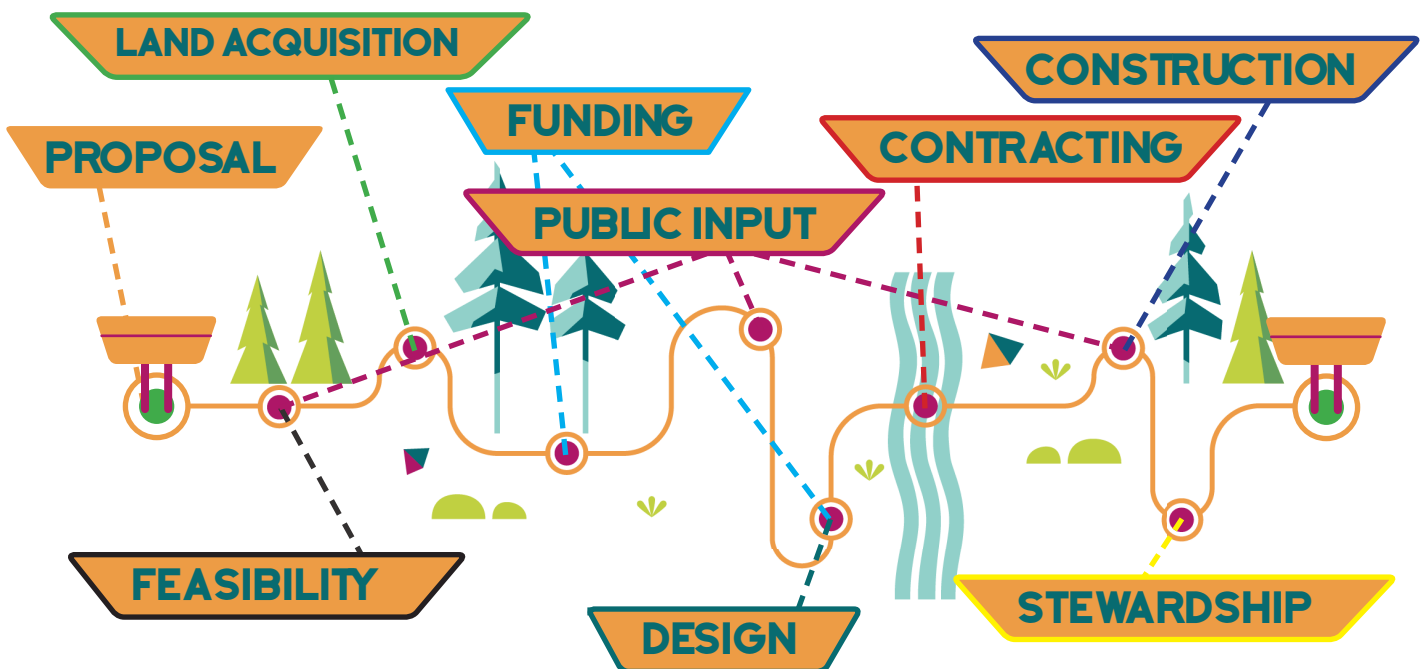 LAND ACQUISITION
CONSTRUCTION
FUNDING
CONTRACTING
PROPOSAL
PUBLIC INPUT
FEASIBILITY
STEWARDSHIP
DESIGN